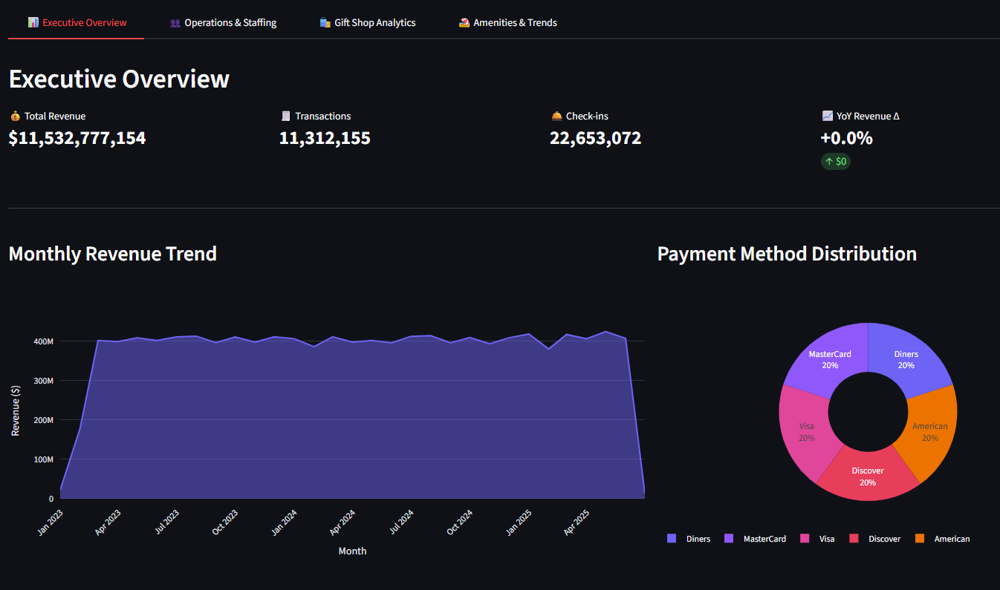 Executive Overview
Operations & Staffing
Gift Shop Analytics
Amenities & Trends
Executive Overview
Total Revenue
$11,532,777,154
Transactions
11,312,155
Check-ins
22,653,072
YoY Revenue Δ
+0.0%
↑ $0
Monthly Revenue Trend
Revenue ($)
400M
300M
200M
100M
0
Jan 2023
Apr 2023
Jul 2023
Oct 2023
Jan 2024
Apr 2024
Jul 2024
Oct 2024
Jan 2025
Apr 2025
Month
Payment Method Distribution
MasterCard
20%
Diners
20%
Visa
20%
American
20%
Discover
20%
Diners
MasterCard
Visa
Discover
American